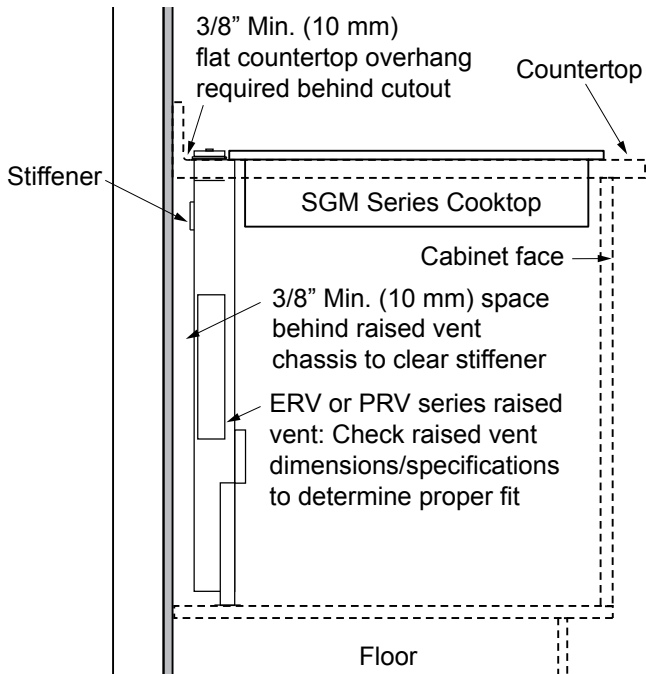 3/8” Min. (10 mm)
flat countertop overhang
required behind cutout
Countertop
Stiffener
SGM Series Cooktop
Cabinet face
3/8” Min. (10 mm) space
behind raised vent
chassis to clear stiffener
ERV or PRV series raised
vent: Check raised vent
dimensions/specifications
to determine proper fit
Floor